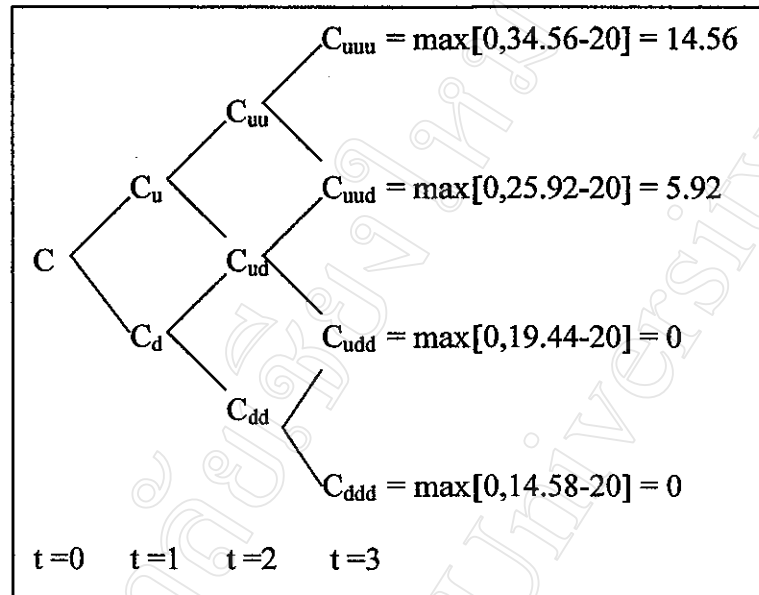 C_uuu = max[0,34.56-20] = 14.56
C_uu
C_u C_uud = max[0,25.92-20] = 5.92
C C_ud
C_d C_udd = max[0,19.44-20] = 0
C_dd
C_ddd = max[0,14.58-20] = 0
t =0 t =1 t =2 t =3